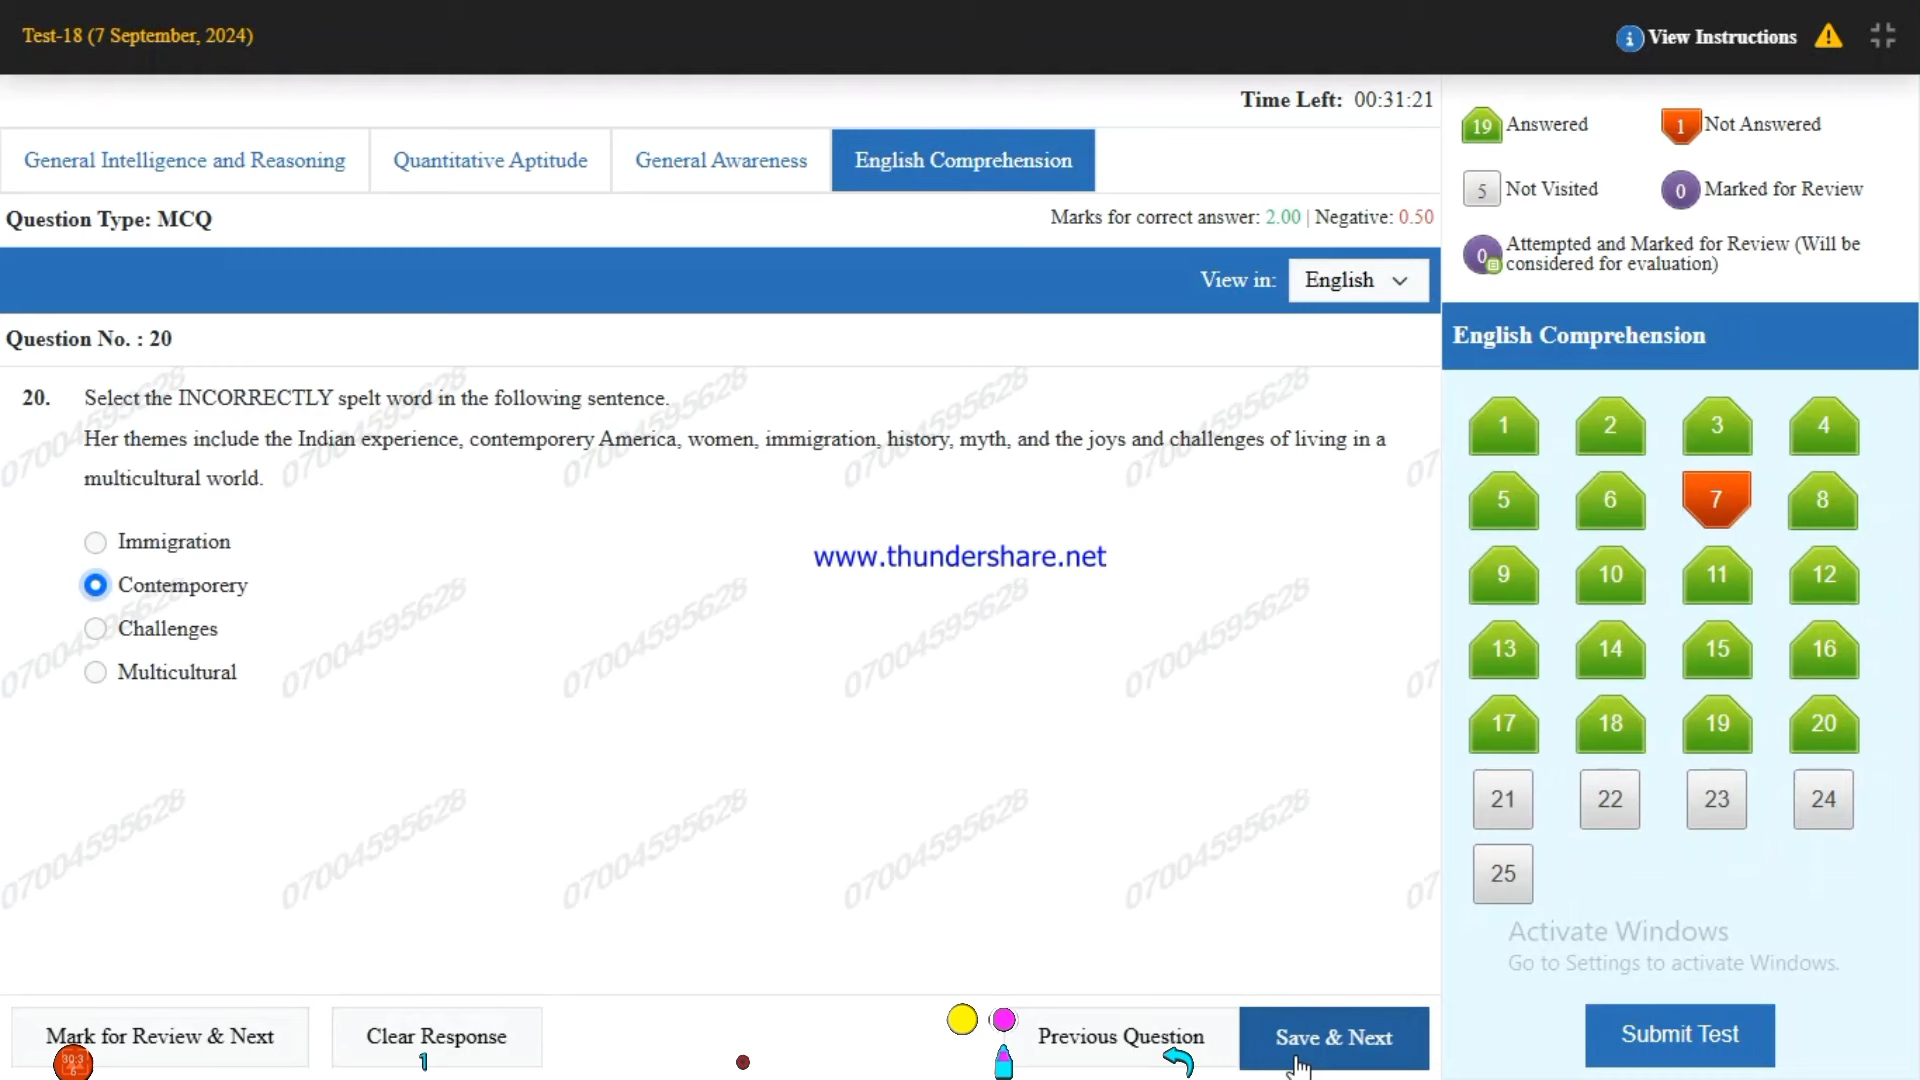 Test-18 (7 September, 2024)
View Instructions
Time Left: 00:31:21
General Intelligence and Reasoning
Quantitative Aptitude
General Awareness
English Comprehension
Question Type: MCQ
Marks for correct answer: 2.00 | Negative: 0.50
View in: English
Question No. : 20
20. Select the INCORRECTLY spelt word in the following sentence.
Her themes include the Indian experience, contemporery America, women, immigration, history, myth, and the joys and challenges of living in a
multicultural world.
Immigration
Contemporery
Challenges
Multicultural
www.thundershare.net
07004595628
Mark for Review & Next
Clear Response
Previous Question
Save & Next
1
19 Answered
1 Not Answered
5 Not Visited
0 Marked for Review
0 Attempted and Marked for Review (Will be
considered for evaluation)
English Comprehension
1 2 3 4
5 6 7 8
9 10 11 12
13 14 15 16
17 18 19 20
21 22 23 24
25
Activate Windows
Go to Settings to activate Windows.
Submit Test